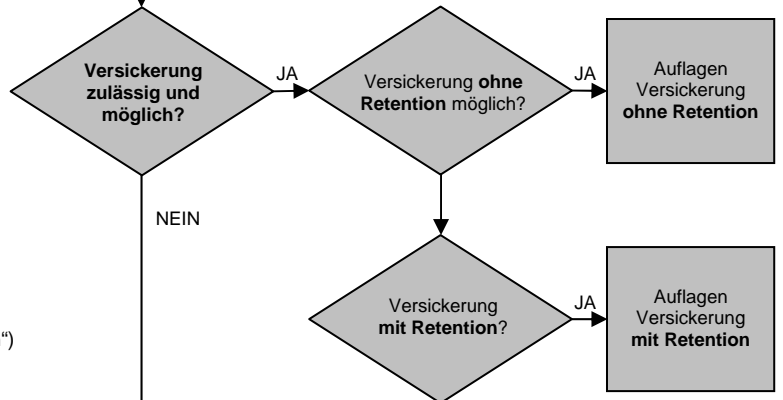 Versickerung
zulässig und
möglich?
JA
Versickerung ohne
Retention möglich?
JA
Auflagen
Versickerung
ohne Retention
NEIN
Versickerung
mit Retention?
JA
Auflagen
Versickerung
mit Retention
“)